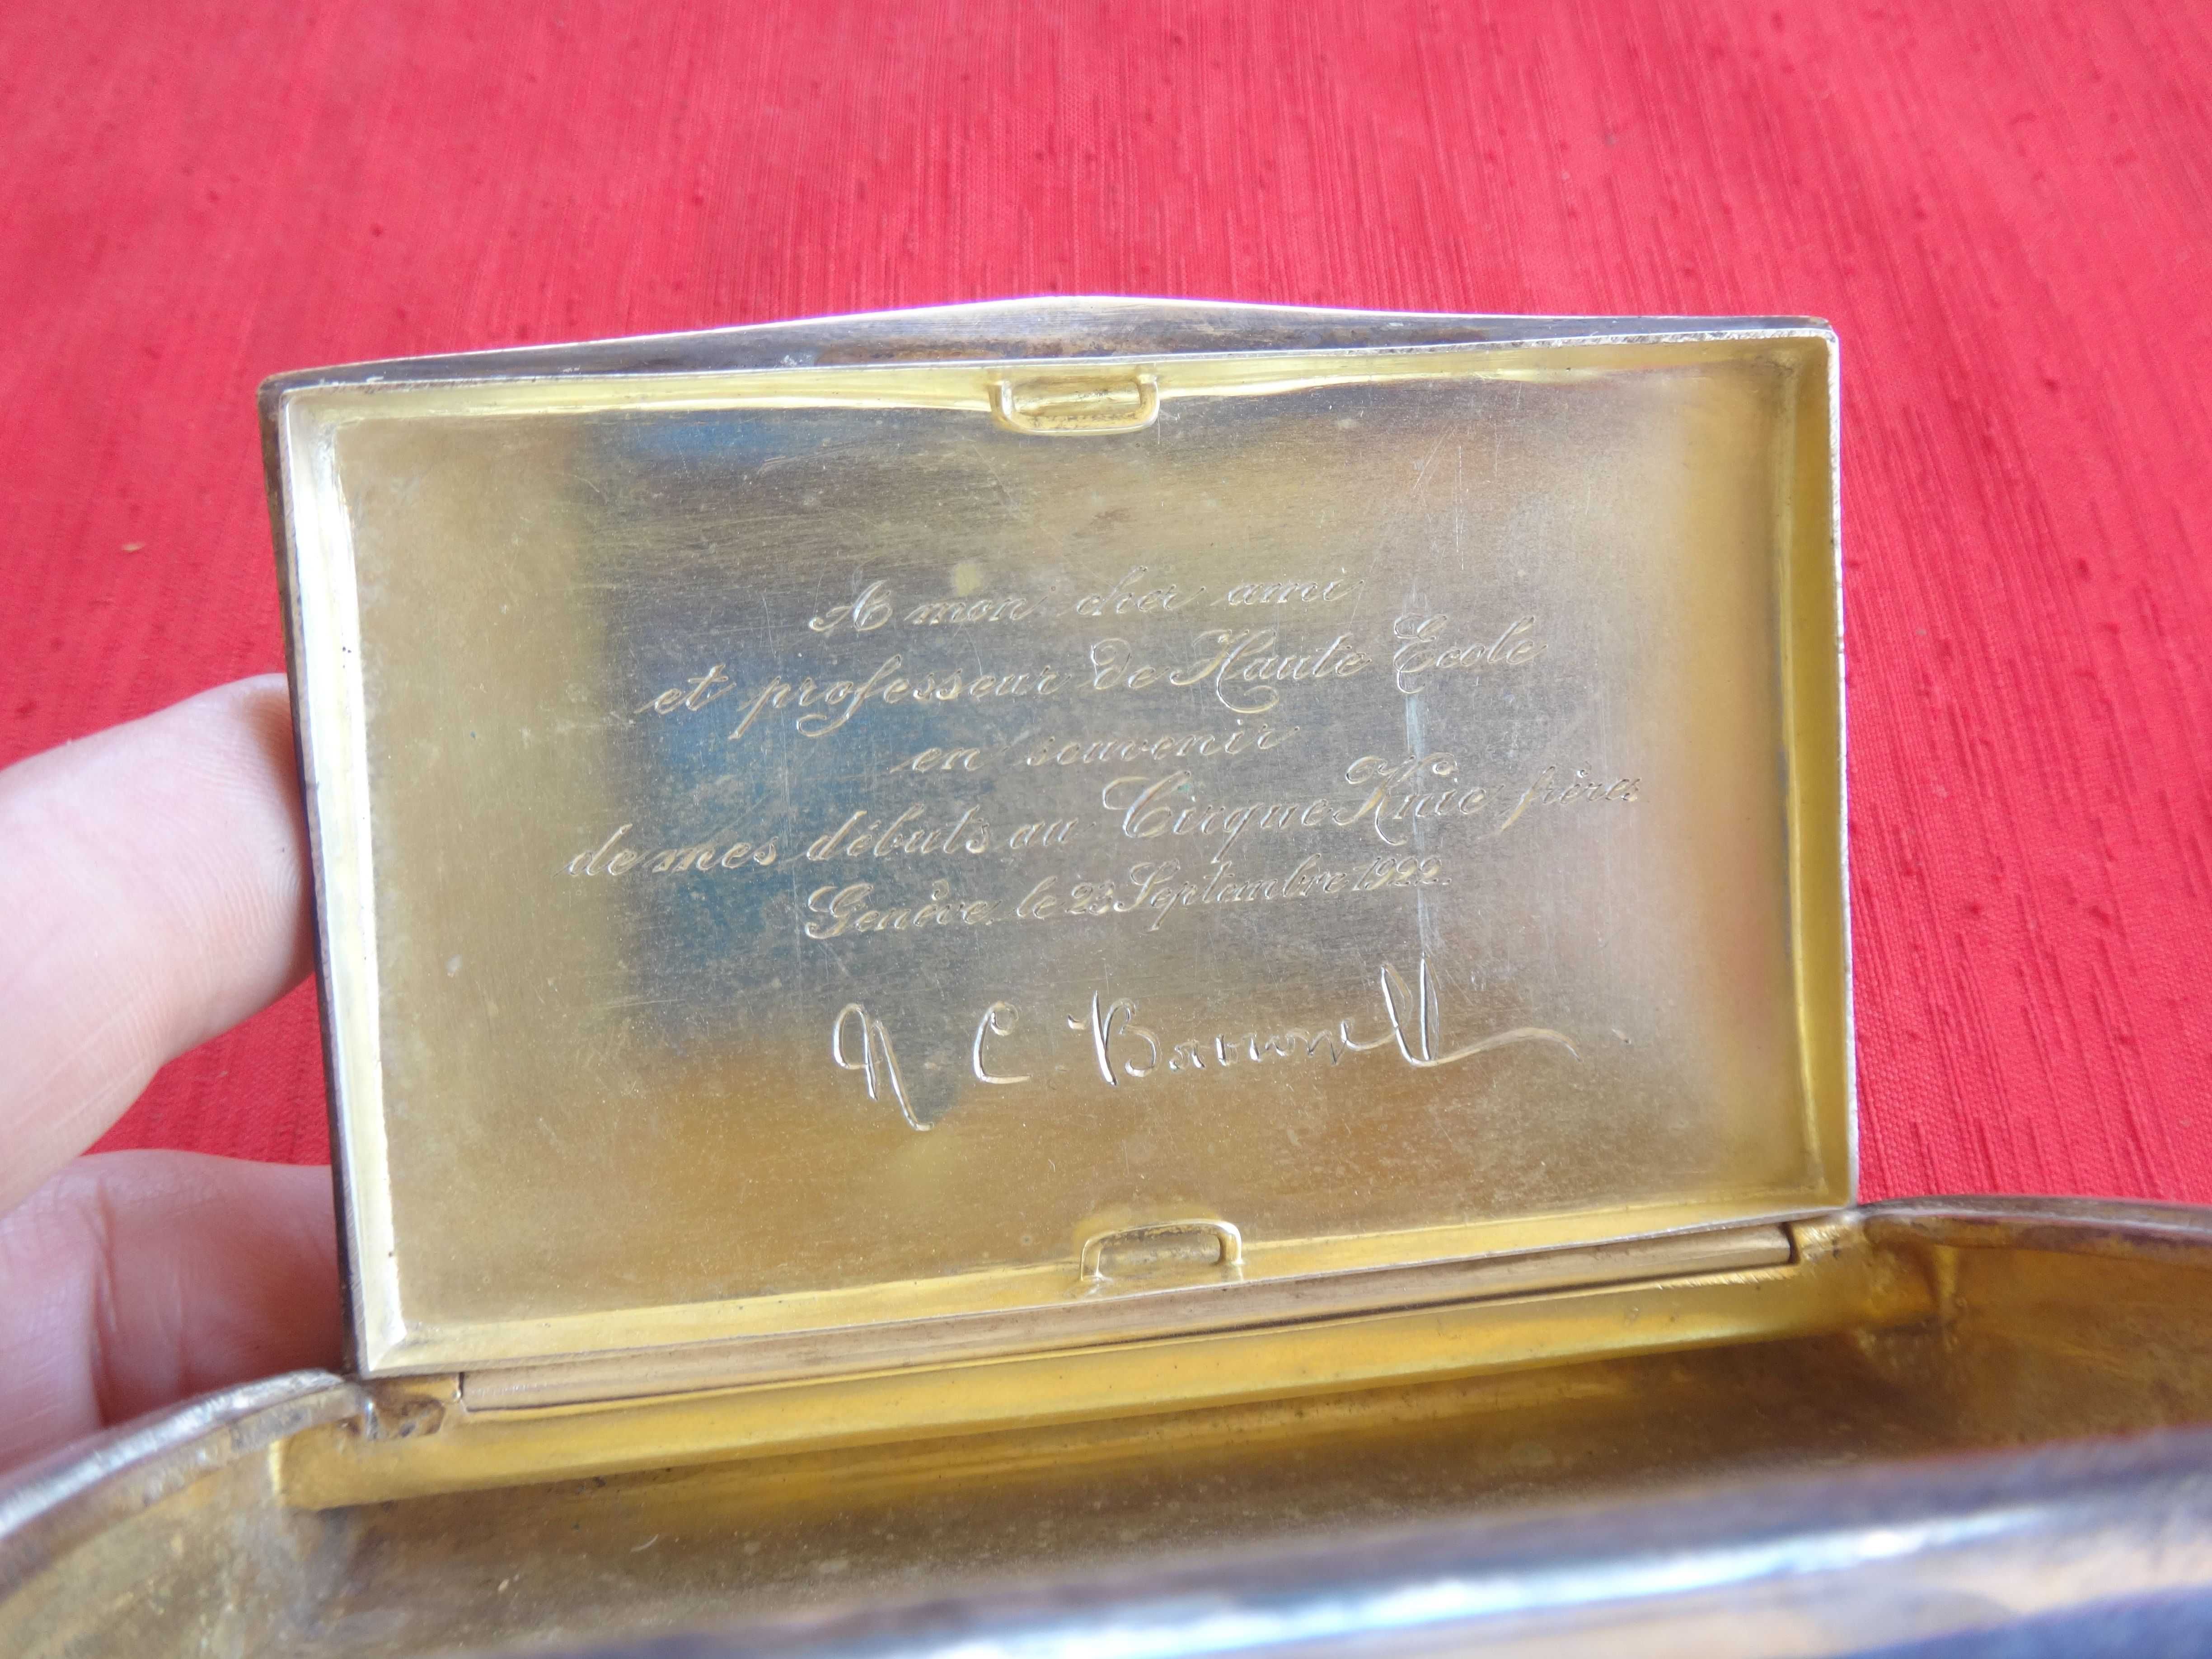 A mon cher ami
et professeur de Haute Ecole
en souvenir
de mes débuts au Cirque Knie frères
Genève le 23 Septembre 1922.
C